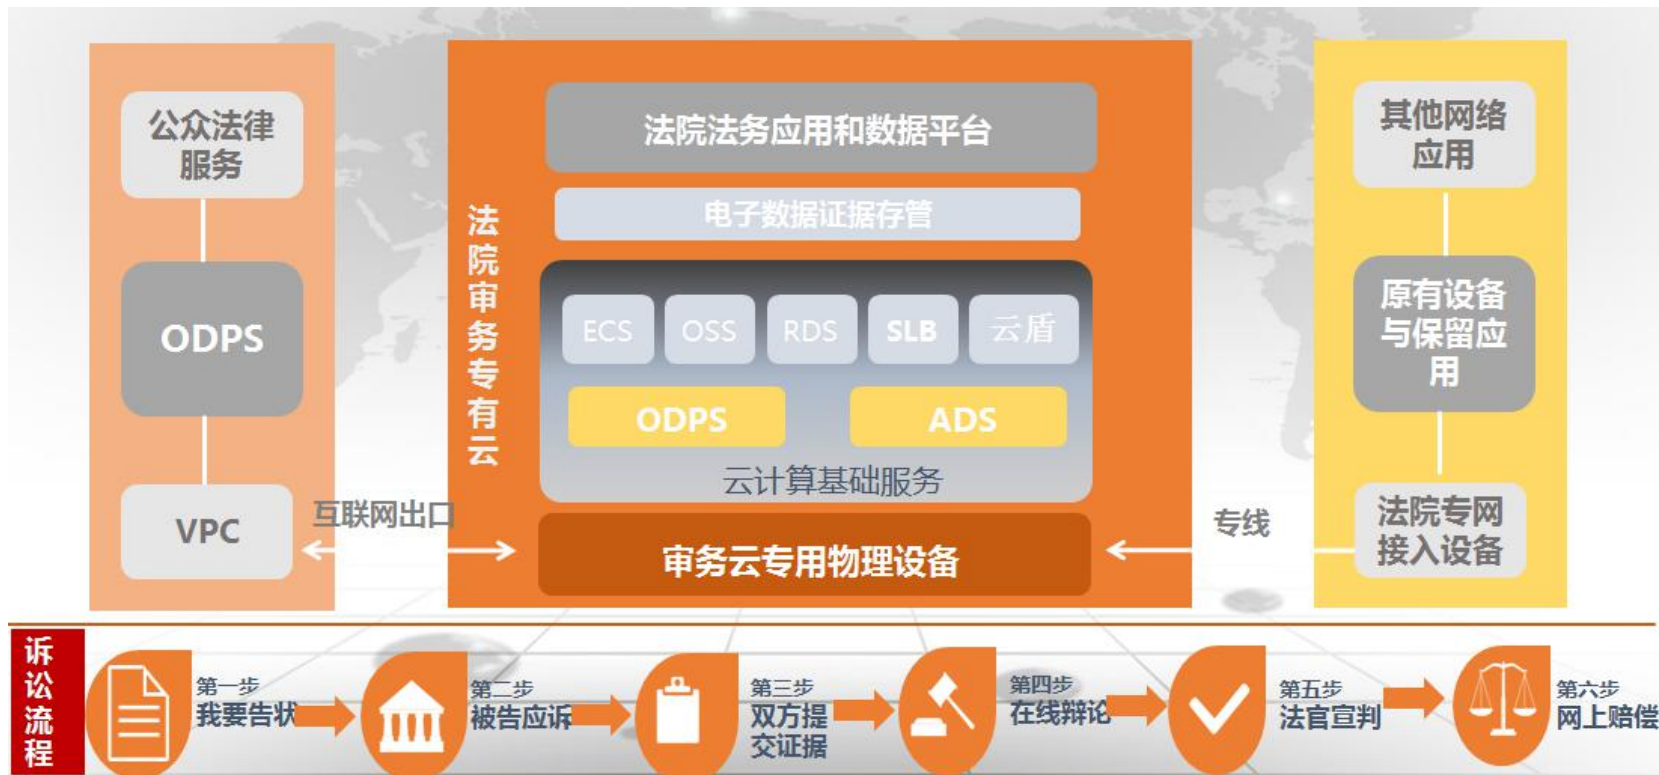 公众法律
服务
ODPS
VPC
互联网出口
法院审务专有云
法院法务应用和数据平台
电子数据证据存管
ECS
OSS
RDS
SLB
云盾
ODPS
ADS
云计算基础服务
审务云专用物理设备
专线
其他网络
应用
原有设备
与保留应
用
法院专网
接入设备
诉讼流程
第一步
我要告状
第二步
被告应诉
第三步
双方提
交证据
第四步
在线辩论
第五步
法官宣判
第六步
网上赔偿